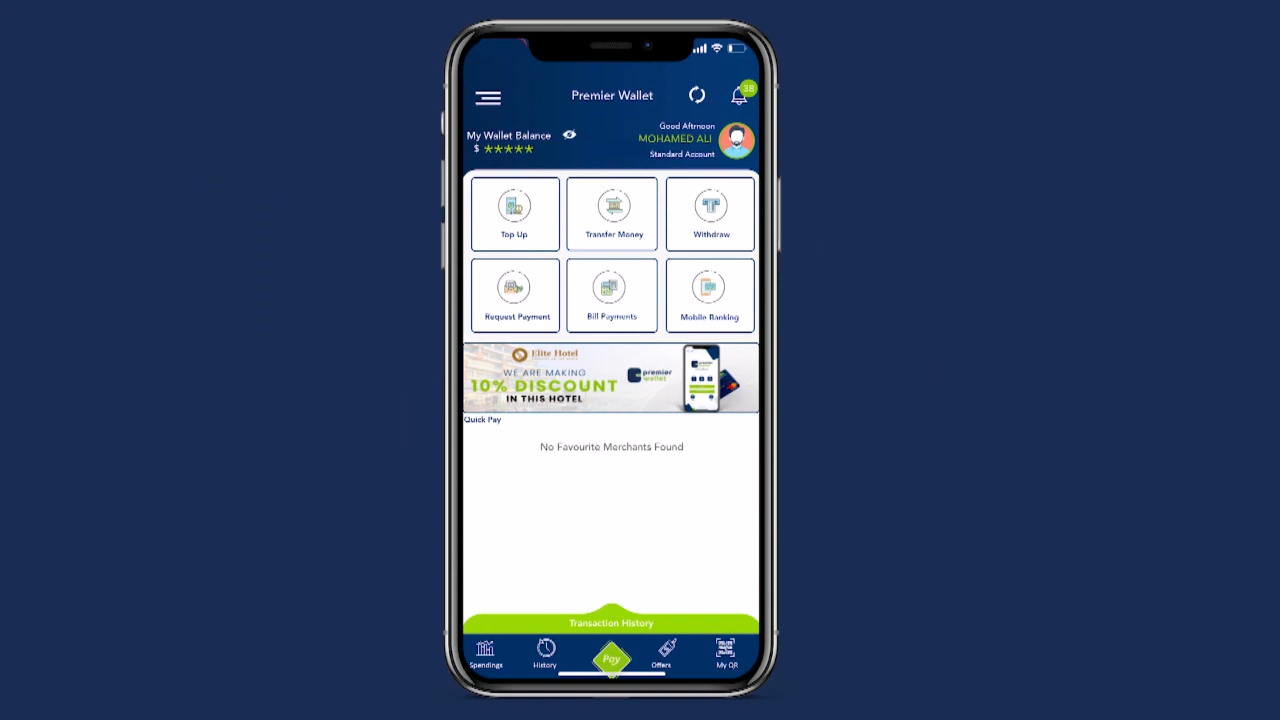 Premier Wallet
38
My Wallet Balance
$ *****
Good Aftrnoon
MOHAMED ALI
Standard Account
Top Up
Transfer Money
Withdraw
Request Payment
Bill Payments
Mobile Banking
Elite Hotel
WE ARE MAKING
10% DISCOUNT
IN THIS HOTEL
premier
wallet
Quick Pay
No Favourite Merchants Found
Transaction History
Spendings
History
Pay
Offers
My QR